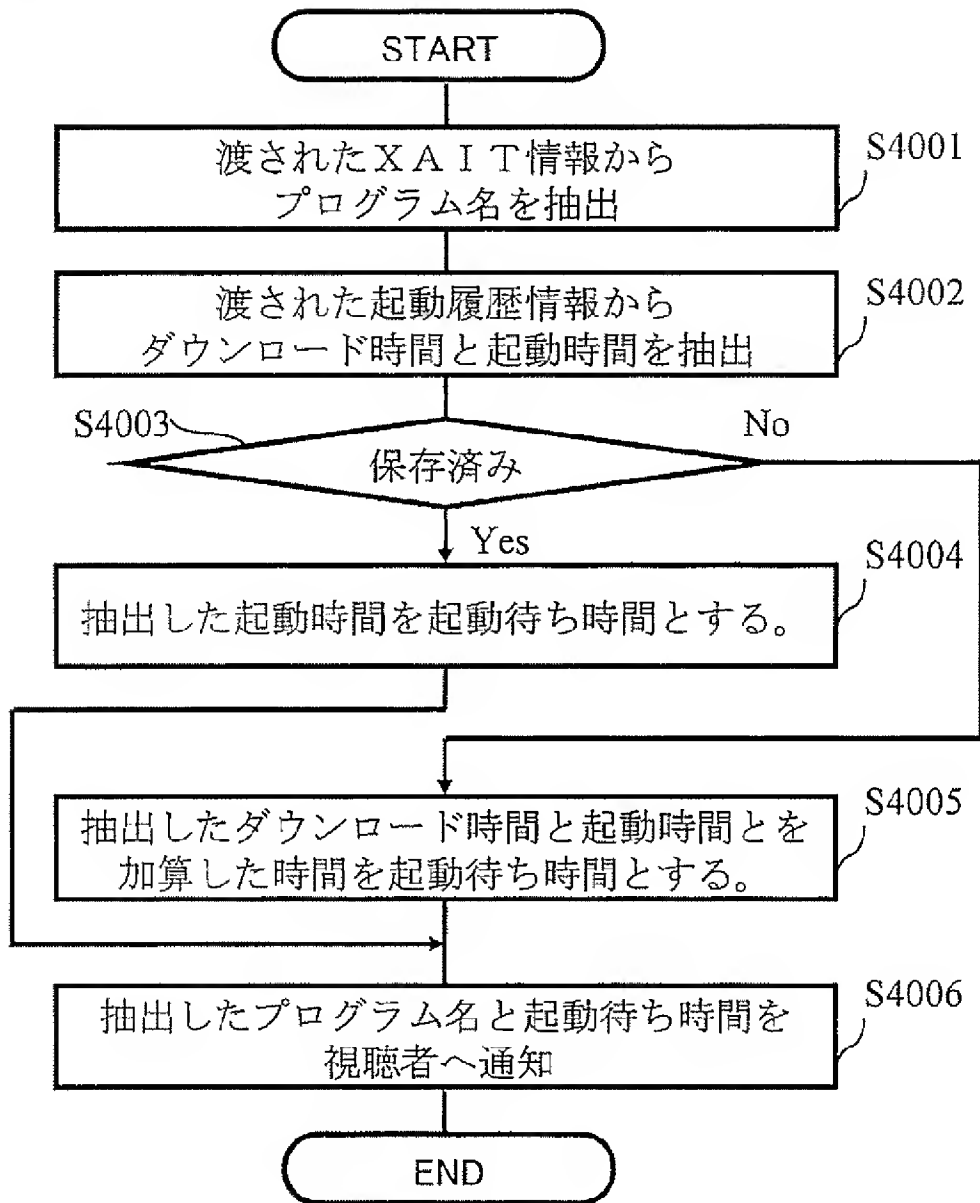 START
渡されたＸＡＩＴ情報から
プログラム名を抽出
S4001
渡された起動履歴情報から
ダウンロード時間と起動時間を抽出
S4002
S4003
保存済み
No
Yes
抽出した起動時間を起動待ち時間とする。
S4004
抽出したダウンロード時間と起動時間とを
加算した時間を起動待ち時間とする。
S4005
抽出したプログラム名と起動待ち時間を
視聴者へ通知
S4006
END